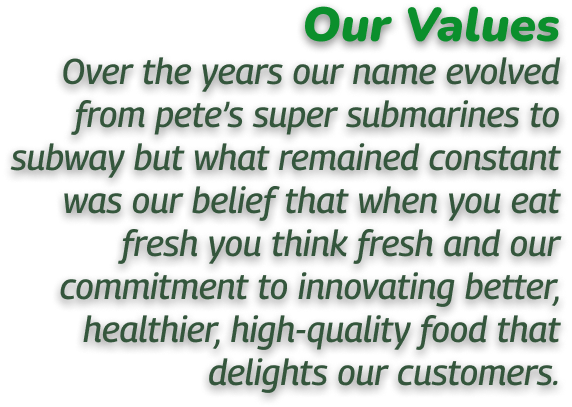 Our Values
Over the years our name evolved
from pete's super submarines to
subway but what remained constant
was our belief that when you eat
fresh you think fresh and our
commitment to innovating better,
healthier, high-quality food that
delights our customers.